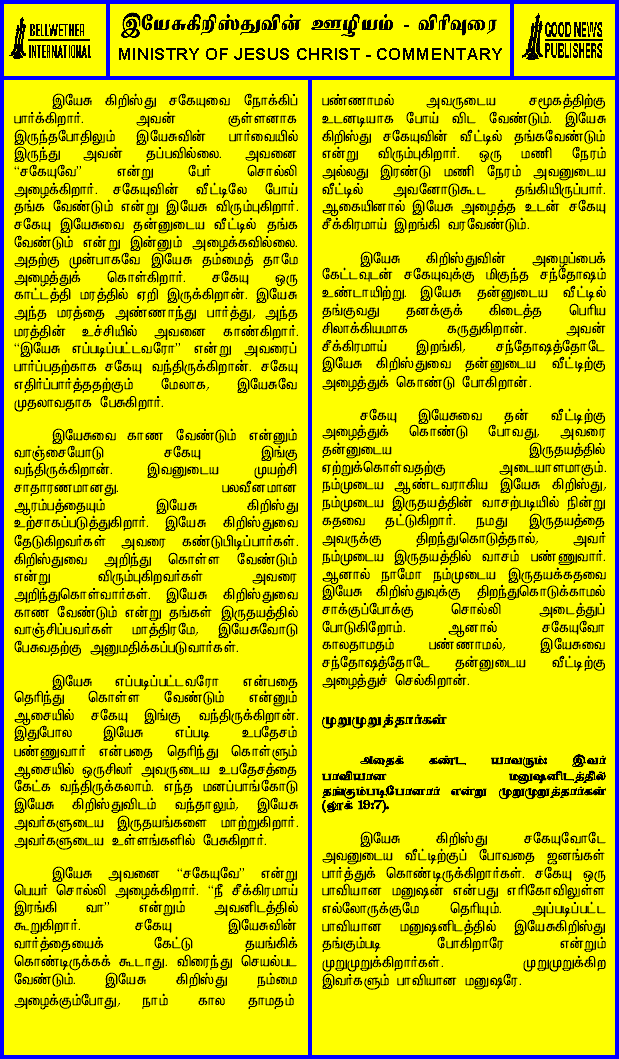 BELLWETHER
INTERNATIONAL
இயேசுகிறிஸ்துவின் ஊழியம் - விரிவுரை
MINISTRY OF JESUS CHRIST - COMMENTARY
GOOD NEWS
PUBLISHERS
இயேசு கிறிஸ்து சகேயுவை நோக்கிப்
பார்க்கிறார். அவன் குள்ளனாக
இருந்தபோதிலும் இயேசுவின் பார்வையில்
இருந்து அவன் தப்பவில்லை. அவனை
“சகேயுவே” என்று பேர் சொல்லி
அழைக்கிறார். சகேயுவின் வீட்டிலே போய்
தங்க வேண்டும் என்று இயேசு விரும்புகிறார்.
சகேயு இயேசுவை தன்னுடைய வீட்டில் தங்க
வேண்டும் என்று இன்னும் அழைக்கவில்லை.
அதற்கு முன்பாகவே இயேசு தம்மைத் தாமே
அழைத்துக் கொள்கிறார். சகேயு ஒரு
காட்டத்தி மரத்தில் ஏறி இருக்கிறான். இயேசு
அந்த மரத்தை அண்ணாந்து பார்த்து, அந்த
மரத்தின் உச்சியில் அவனை காண்கிறார்.
“இயேசு எப்படிப்பட்டவரோ” என்று அவரைப்
பார்ப்பதற்காக சகேயு வந்திருக்கிறான். சகேயு
எதிர்ப்பார்த்ததற்கும் மேலாக, இயேசுவே
முதலாவதாக பேசுகிறார்.
இயேசுவை காண வேண்டும் என்னும்
வாஞ்சையோடு சகேயு இங்கு
வந்திருக்கிறான். இவனுடைய முயற்சி
சாதாரணமானது. பலவீனமான
ஆரம்பத்தையும் இயேசு கிறிஸ்து
உற்சாகப்படுத்துகிறார். இயேசு கிறிஸ்துவை
தேடுகிறவர்கள் அவரை கண்டுபிடிப்பார்கள்.
கிறிஸ்துவை அறிந்து கொள்ள வேண்டும்
என்று விரும்புகிறவர்கள் அவரை
அறிந்துகொள்வார்கள். இயேசு கிறிஸ்துவை
காண வேண்டும் என்று தங்கள் இருதயத்தில்
வாஞ்சிப்பவர்கள் மாத்திரமே, இயேசுவோடு
பேசுவதற்கு அனுமதிக்கப்படுவார்கள்.
இயேசு எப்படிப்பட்டவரோ என்பதை
தெரிந்து கொள்ள வேண்டும் என்னும்
ஆசையில் சகேயு இங்கு வந்திருக்கிறான்.
இதுபோல இயேசு எப்படி உபதேசம்
பண்ணுவார் என்பதை தெரிந்து கொள்ளும்
ஆசையில் ஒருசிலர் அவருடைய உபதேசத்தை
கேட்க வந்திருக்கலாம். எந்த மனப்பாங்கோடு
இயேசு கிறிஸ்துவிடம் வந்தாலும், இயேசு
அவர்களுடைய இருதயங்களை மாற்றுகிறார்.
அவர்களுடைய உள்ளங்களில் பேசுகிறார்.
இயேசு அவனை “சகேயுவே” என்று
பெயர் சொல்லி அழைக்கிறார். “நீ சீக்கிரமாய்
இரங்கி வா” என்றும் அவனிடத்தில்
கூறுகிறார். சகேயு இயேசுவின்
வார்த்தையைக் கேட்டு தயங்கிக்
கொண்டிருக்கக் கூடாது. விரைந்து செயல்பட
வேண்டும். இயேசு கிறிஸ்து நம்மை
அழைக்கும்போது, நாம் கால தாமதம்
பண்ணாமல் அவருடைய சமூகத்திற்கு
உடனடியாக போய் விட வேண்டும். இயேசு
கிறிஸ்து சகேயுவின் வீட்டில் தங்கவேண்டும்
என்று விரும்புகிறார். ஒரு மணி நேரம்
அல்லது இரண்டு மணி நேரம் அவனுடைய
வீட்டில் அவனோடுகூட தங்கியிருப்பார்.
ஆகையினால் இயேசு அழைத்த உடன் சகேயு
சீக்கிரமாய் இறங்கி வரவேண்டும்.
இயேசு கிறிஸ்துவின் அழைப்பைக்
கேட்டவுடன் சகேயுவுக்கு மிகுந்த சந்தோஷம்
உண்டாயிற்று. இயேசு தன்னுடைய வீட்டில்
தங்குவது தனக்குக் கிடைத்த பெரிய
சிலாக்கியமாக கருதுகிறான். அவன்
சீக்கிரமாய் இறங்கி, சந்தோஷத்தோடே
இயேசு கிறிஸ்துவை தன்னுடைய வீட்டிற்கு
அழைத்துக் கொண்டு போகிறான்.
சகேயு இயேசுவை தன் வீட்டிற்கு
அழைத்துக் கொண்டு போவது, அவரை
தன்னுடைய இருதயத்தில்
ஏற்றுக்கொள்வதற்கு அடையாளமாகும்.
நம்முடைய ஆண்டவராகிய இயேசு கிறிஸ்து,
நம்முடைய இருதயத்தின் வாசற்படியில் நின்று
கதவை தட்டுகிறார். நமது இருதயத்தை
அவருக்கு திறந்துகொடுத்தால், அவர்
நம்முடைய இருதயத்தில் வாசம் பண்ணுவார்.
ஆனால் நாமோ நம்முடைய இருதயக்கதவை
இயேசு கிறிஸ்துவுக்கு திறந்துகொடுக்காமல்
சாக்குப்போக்கு சொல்லி அடைத்துப்
போடுகிறோம். ஆனால் சகேயுவோ
காலதாமதம் பண்ணாமல், இயேசுவை
சந்தோஷத்தோடே தன்னுடைய வீட்டிற்கு
அழைத்துச் செல்கிறான்.
முறுமுறுத்தார்கள்
அதைக் கண்ட யாவரும்: இவர்
பாவியான மனுஷனிடத்தில்
தங்கும்படிபோனார் என்று முறுமுறுத்தார்கள்
(லூக் 19:7).
இயேசு கிறிஸ்து சகேயுவோடே
அவனுடைய வீட்டிற்குப் போவதை ஜனங்கள்
பார்த்துக் கொண்டிருக்கிறார்கள். சகேயு ஒரு
பாவியான மனுஷன் என்பது எரிகோவிலுள்ள
எல்லோருக்குமே தெரியும். அப்படிப்பட்ட
பாவியான மனுஷனிடத்தில் இயேசுகிறிஸ்து
தங்கும்படி போகிறாரே என்றும்
முறுமுறுக்கிறார்கள். முறுமுறுக்கிற
இவர்களும் பாவியான மனுஷரே.